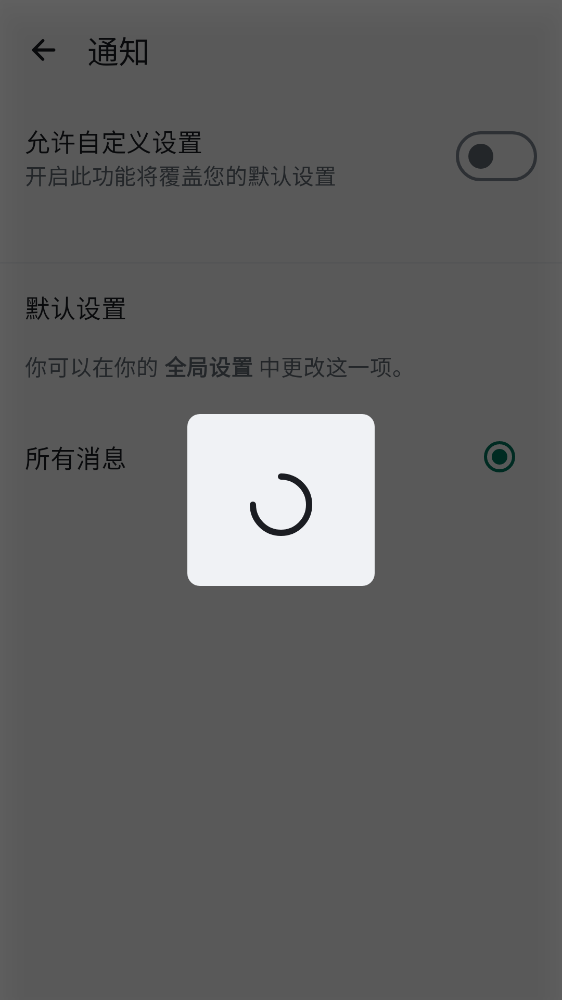 通知
允许自定义设置
开启此功能将覆盖您的默认设置
默认设置
你可以在你的 全局设置 中更改这一项。
所有消息